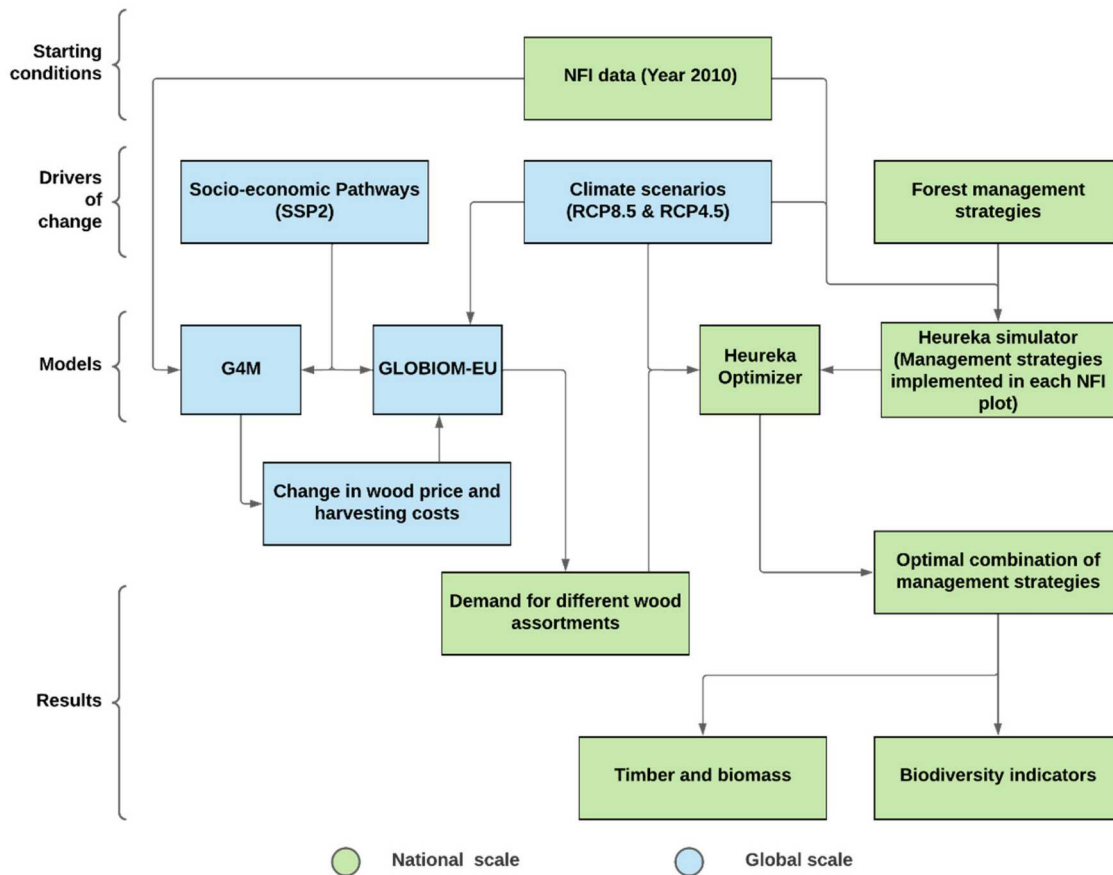 Starting
conditions
NFI data (Year 2010)
Drivers
of
change
Socio-economic Pathways
(SSP2)
Climate scenarios
(RCP8.5 & RCP4.5)
Forest management
strategies
Models
G4M
GLOBIOM-EU
Heureka
Optimizer
Heureka simulator
(Management strategies
implemented in each NFI
plot)
Change in wood price and
harvesting costs
Optimal combination of
management strategies
Demand for different wood
assortments
Results
Timber and biomass
Biodiversity indicators
National scale
Global scale